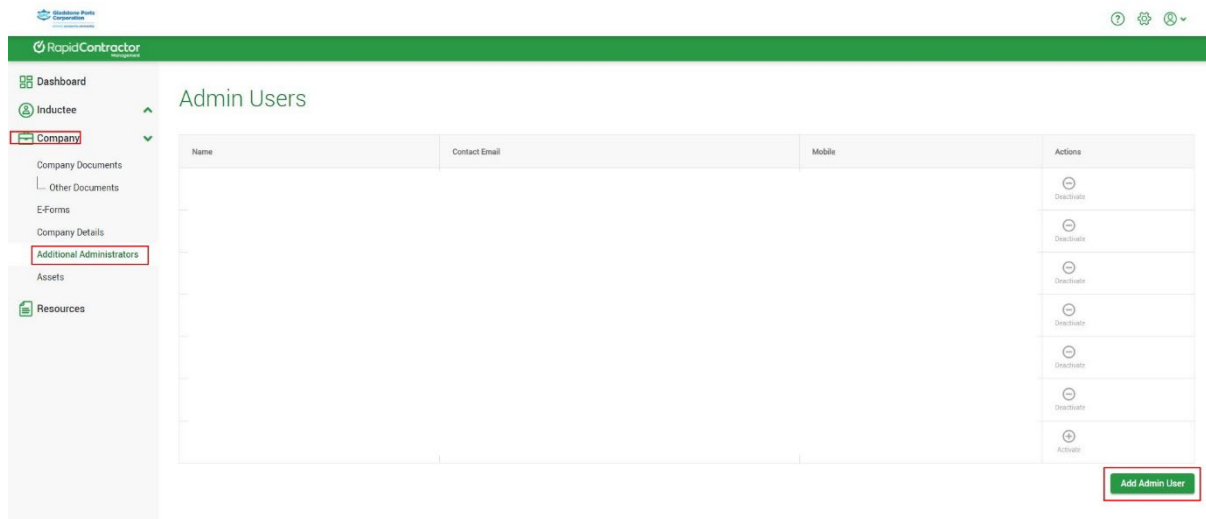 Gladstone Ports
Corporation
RapidContractor
Management
Dashboard
Inductee
Company
Company Documents
Other Documents
E-Forms
Company Details
Additional Administrators
Assets
Resources
Admin Users
Name Contact Email Mobile Actions
Deactivate
Deactivate
Deactivate
Deactivate
Deactivate
Deactivate
Activate
Add Admin User